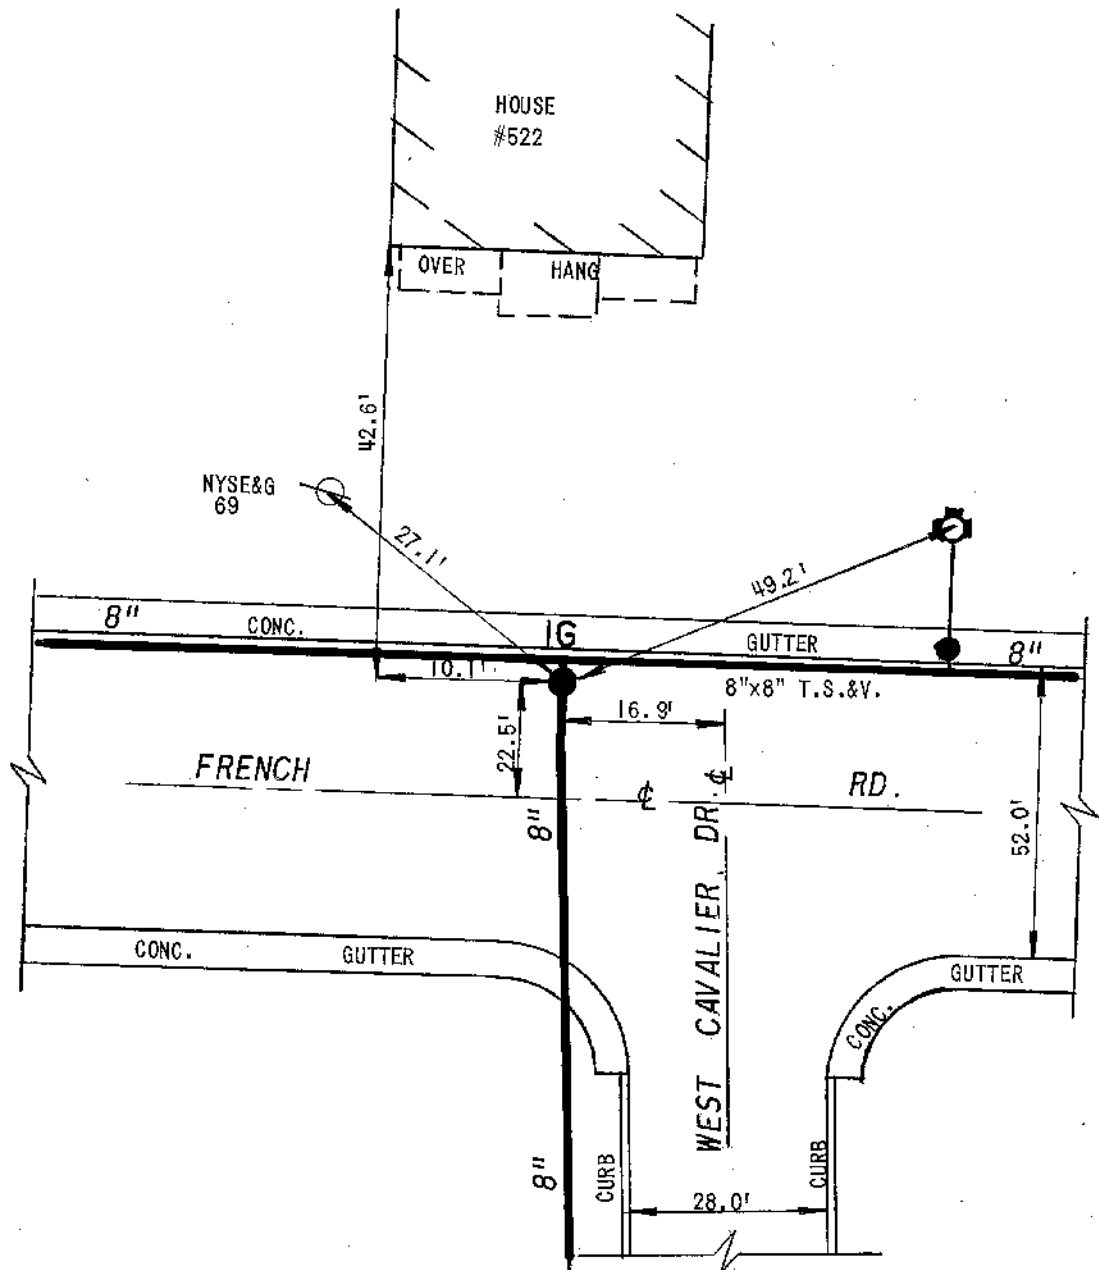 HOUSE
#522
OVER HANG
42.6'
NYSE&G
69
27.1'
49.2'
8"
CONC.
1G
GUTTER
8"
10.1'
8"x8" T.S.&V.
16.9'
22.5'
FRENCH
℄
RD.
8"
WEST CAVALIER DR. ℄
52.0'
CONC.
GUTTER
GUTTER
CONC.
8"
CURB
CURB
28.0'